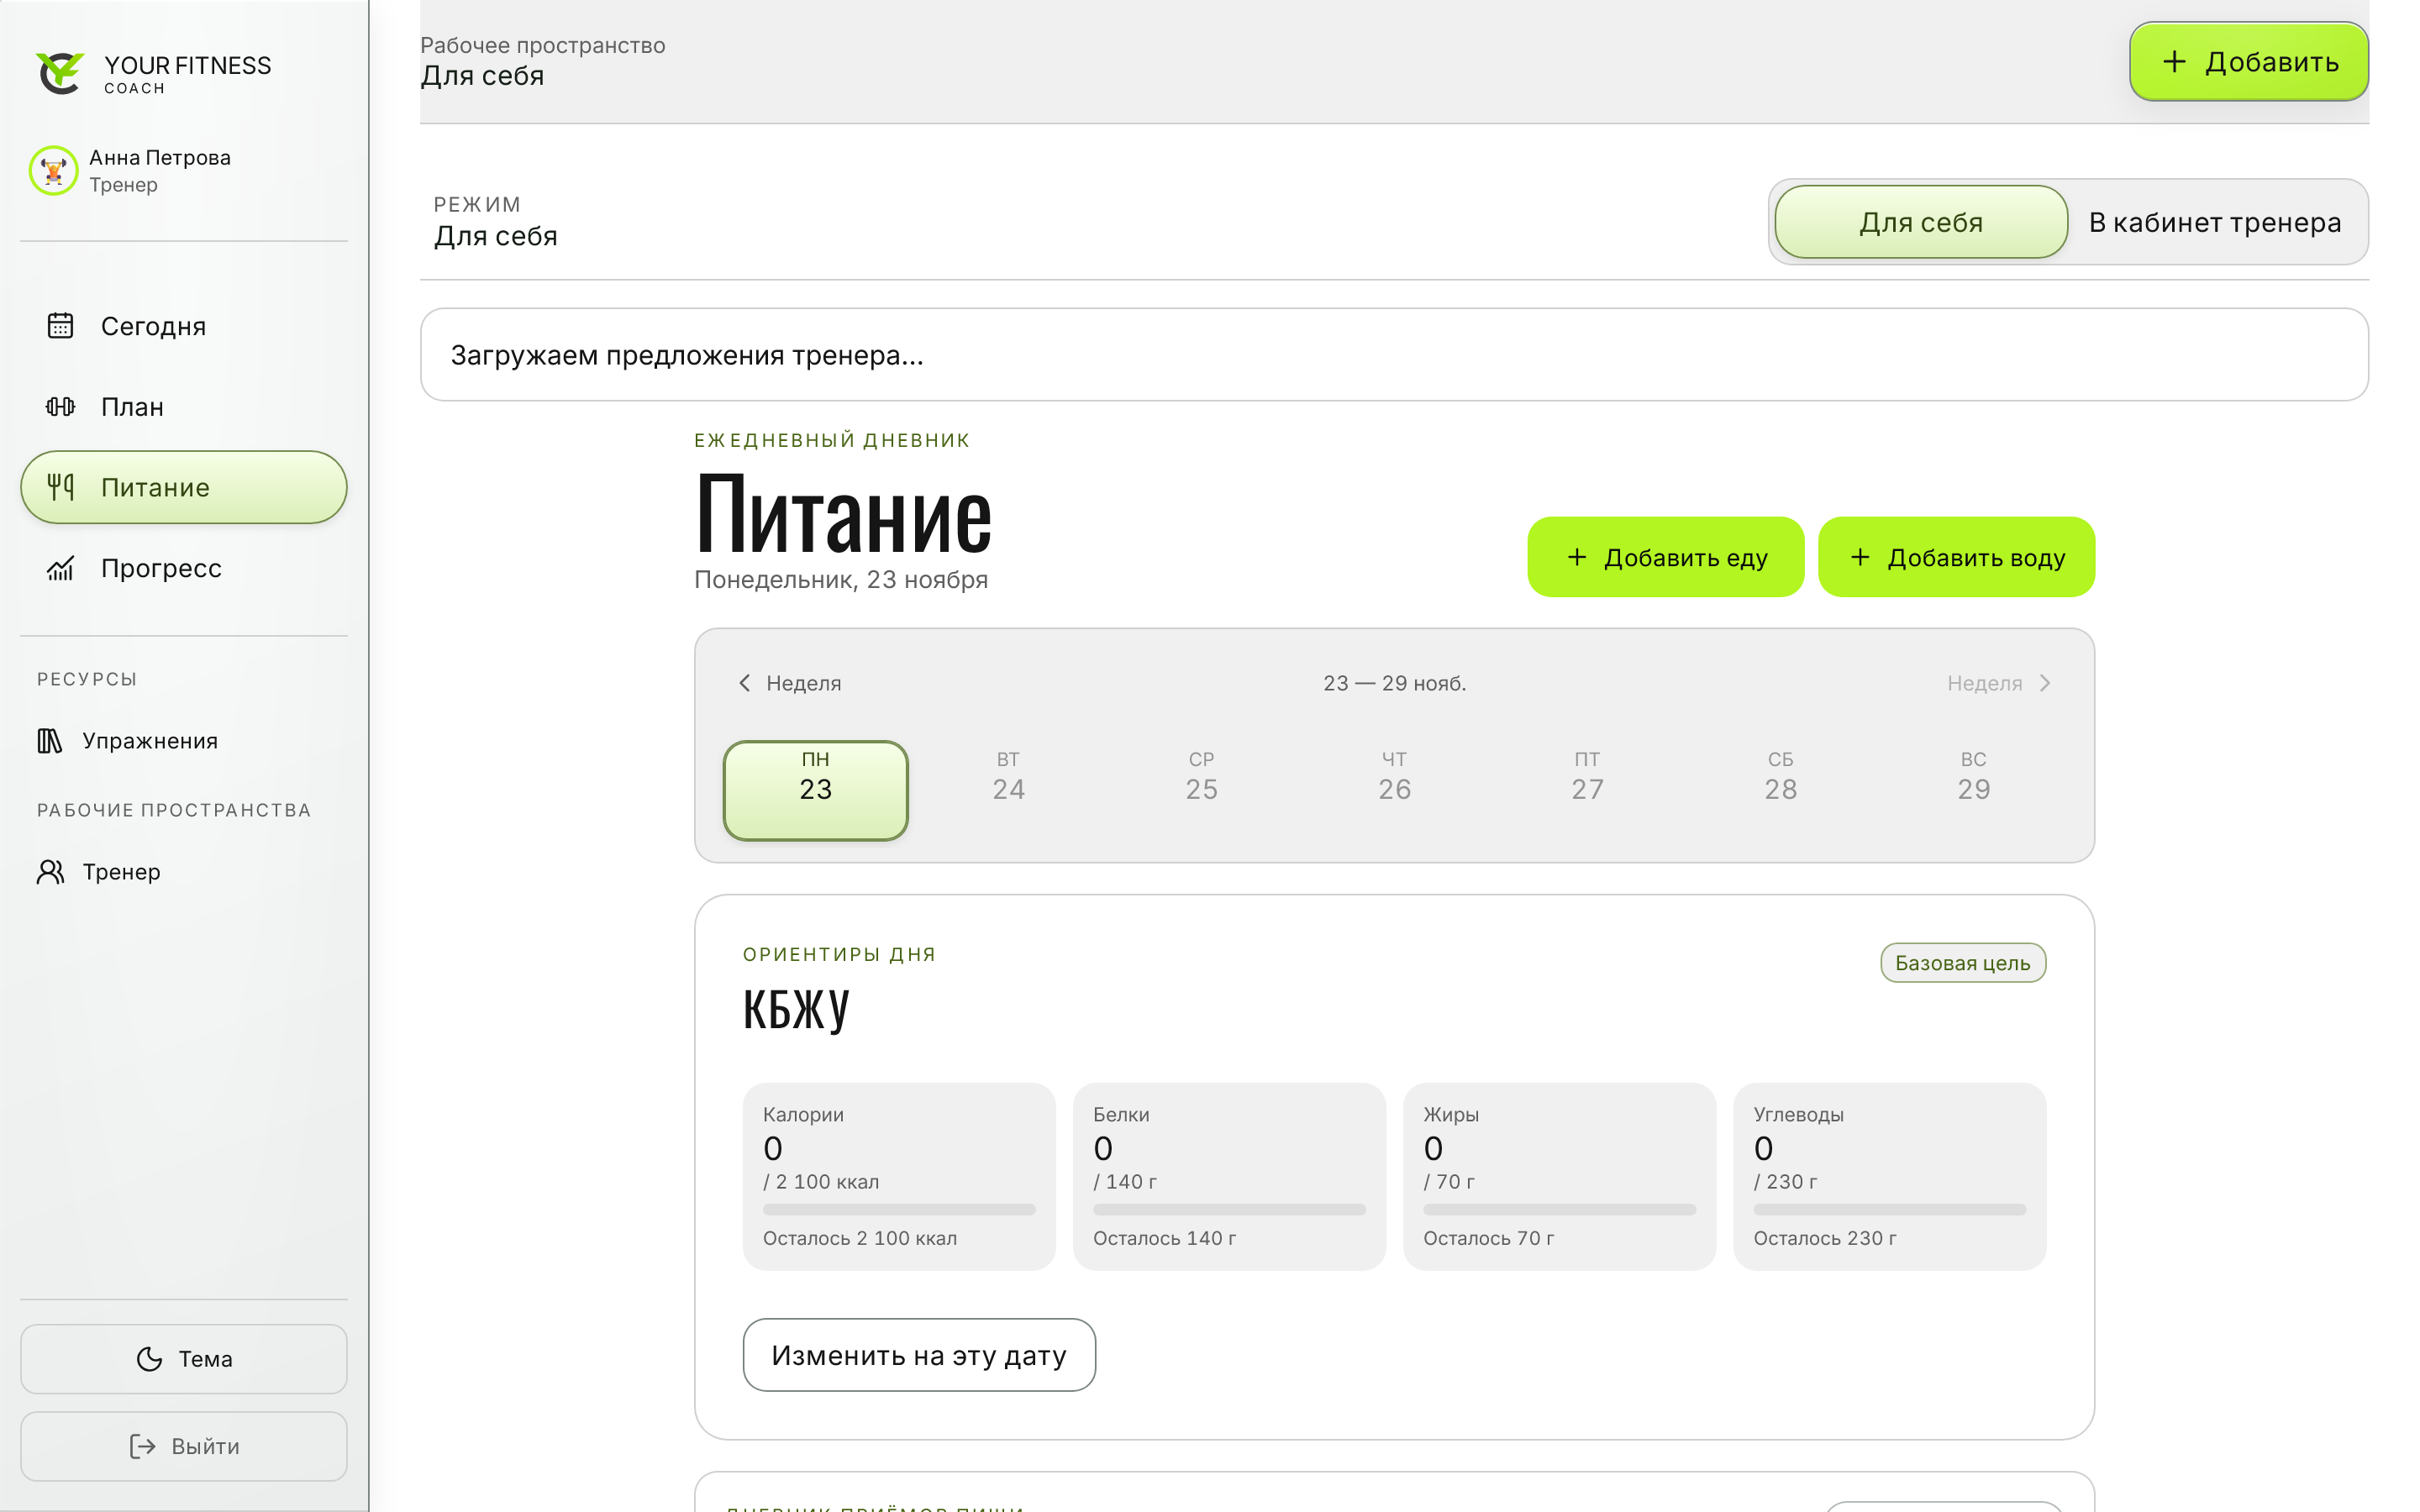 YOUR FITNESS
COACH
Анна Петрова
Тренер
Сегодня
План
Питание
Прогресс
РЕСУРСЫ
Упражнения
РАБОЧИЕ ПРОСТРАНСТВА
Тренер
Тема
Выйти
Рабочее пространство
Для себя
Добавить
РЕЖИМ
Для себя
Для себя
В кабинет тренера
Загружаем предложения тренера...
ЕЖЕДНЕВНЫЙ ДНЕВНИК
Питание
Понедельник, 23 ноября
Добавить еду
Добавить воду
Неделя
23 — 29 нояб.
Неделя
ПН
23
ВТ
24
СР
25
ЧТ
26
ПТ
27
СБ
28
ВС
29
ОРИЕНТИРЫ ДНЯ
КБЖУ
Базовая цель
Калории
0
/ 2 100 ккал
Осталось 2 100 ккал
Белки
0
/ 140 г
Осталось 140 г
Жиры
0
/ 70 г
Осталось 70 г
Углеводы
0
/ 230 г
Осталось 230 г
Изменить на эту дату
ДНЕВНИК ПРИЁМОВ ПИЩИ